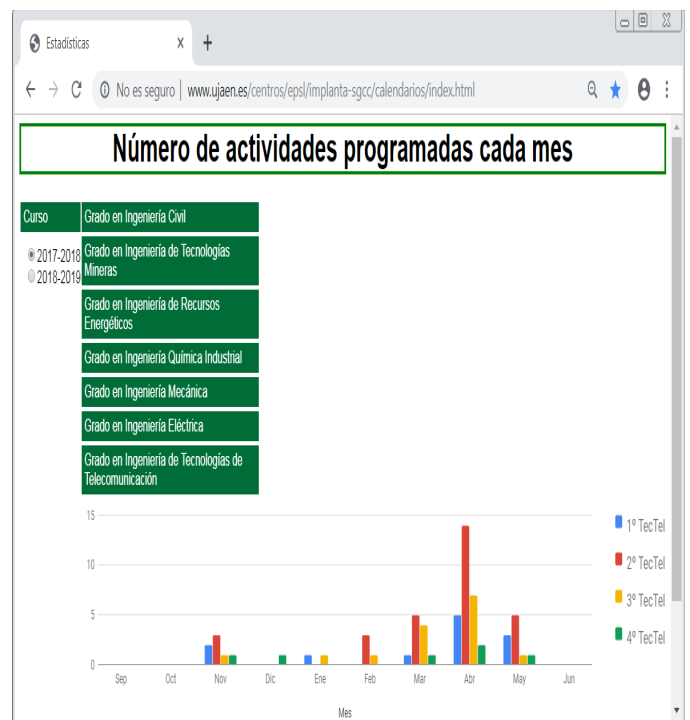 Estadísticas
No es seguro | www.ujaen.es/centros/epsl/implanta-sgcc/calendarios/index.html
Número de actividades programadas cada mes
Curso
2017-2018
2018-2019
Grado en Ingeniería Civil
Grado en Ingeniería de Tecnologías
Mineras
Grado en Ingeniería de Recursos
Energéticos
Grado en Ingeniería Química Industrial
Grado en Ingeniería Mecánica
Grado en Ingeniería Eléctrica
Grado en Ingeniería de Tecnologías de
Telecomunicación
15
10
5
0
Sep Oct Nov Dic Ene Feb Mar Abr May Jun
Mes
1º TecTel
2º TecTel
3º TecTel
4º TecTel